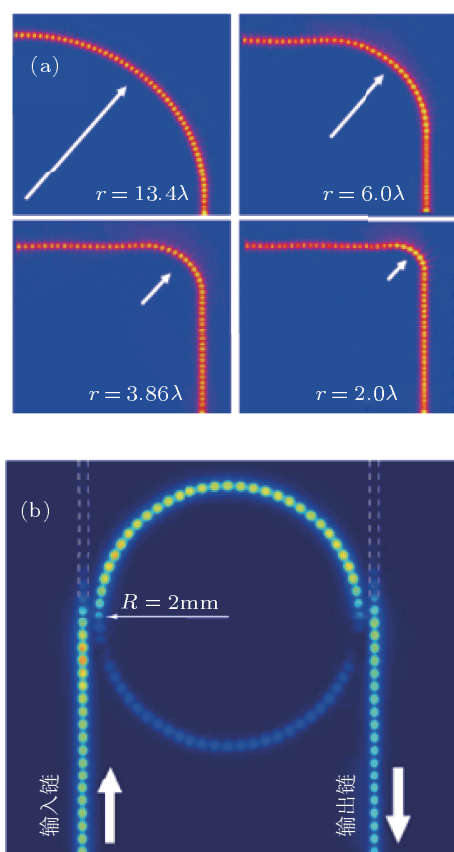 (a)
r = 13.4λ
r = 6.0λ
r = 3.86λ
r = 2.0λ
(b)
R = 2mm
输入链
输出链